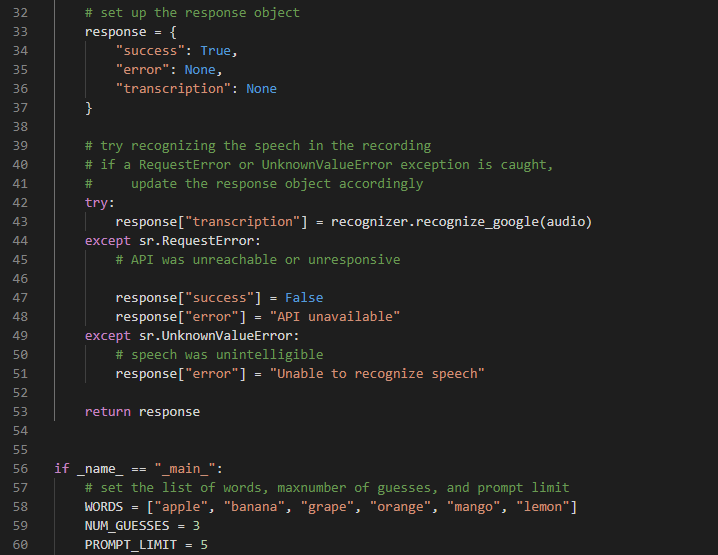 32 # set up the response object
33 response = {
34 "success": True,
35 "error": None,
36 "transcription": None
37 }
38
39 # try recognizing the speech in the recording
40 # if a RequestError or UnknownValueError exception is caught,
41 #     update the response object accordingly
42 try:
43 response["transcription"] = recognizer.recognize_google(audio)
44 except sr.RequestError:
45 # API was unreachable or unresponsive
46
47 response["success"] = False
48 response["error"] = "API unavailable"
49 except sr.UnknownValueError:
50 # speech was unintelligible
51 response["error"] = "Unable to recognize speech"
52
53 return response
54
55
56 if _name_ == "_main_":
57 # set the list of words, maxnumber of guesses, and prompt limit
58 WORDS = ["apple", "banana", "grape", "orange", "mango", "lemon"]
59 NUM_GUESSES = 3
60 PROMPT_LIMIT = 5